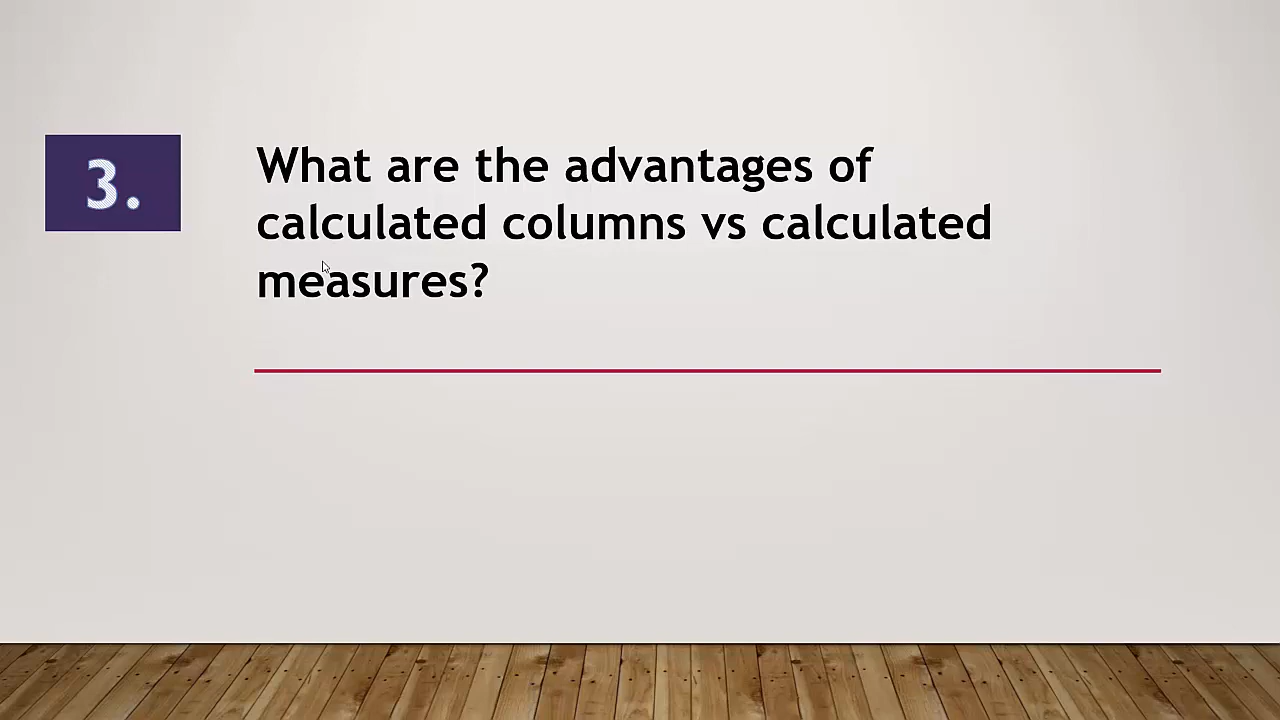 3.
What are the advantages of
calculated columns vs calculated
measures?